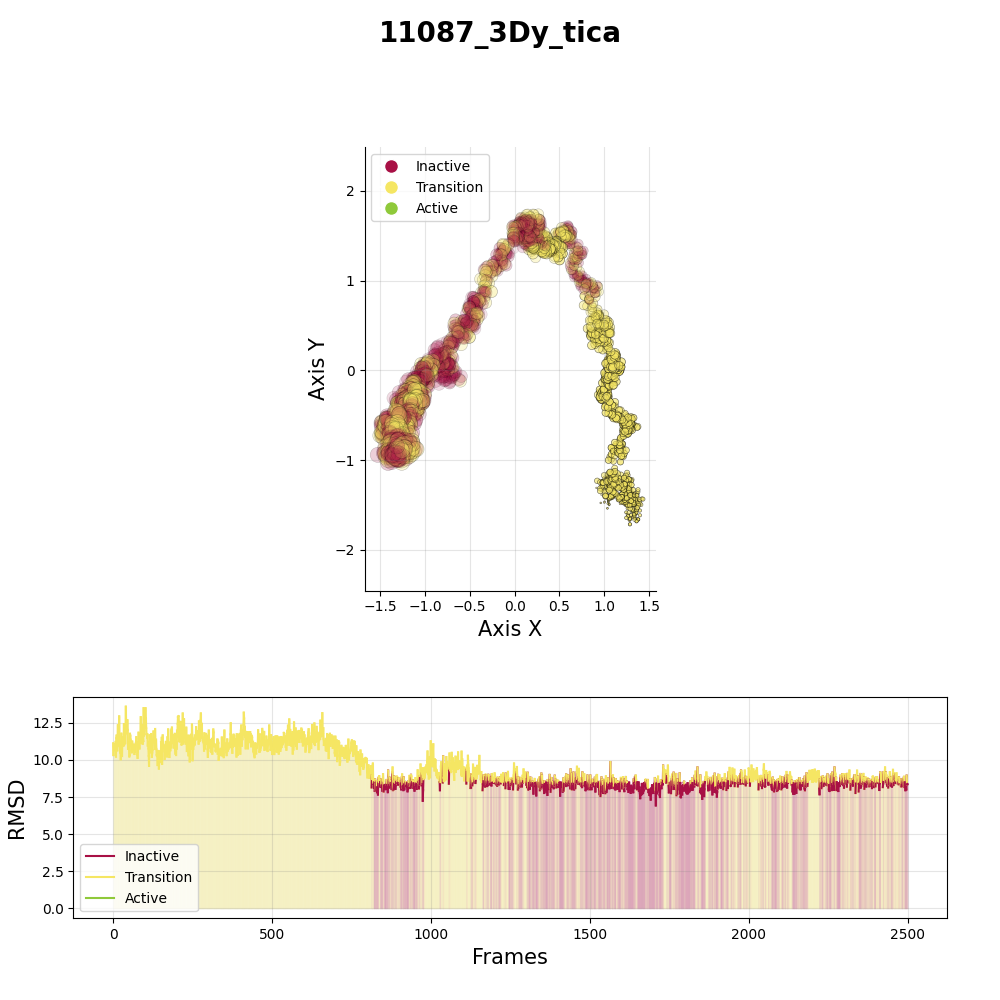 11087_3Dy_tica
Inactive
Transition
Active
2
1
0
−1
−2
Axis Y
−1.5 −1.0 −0.5 0.0 0.5 1.0 1.5
Axis X
12.5
10.0
7.5
5.0
2.5
0.0
RMSD
Inactive
Transition
Active
0 500 1000 1500 2000 2500
Frames